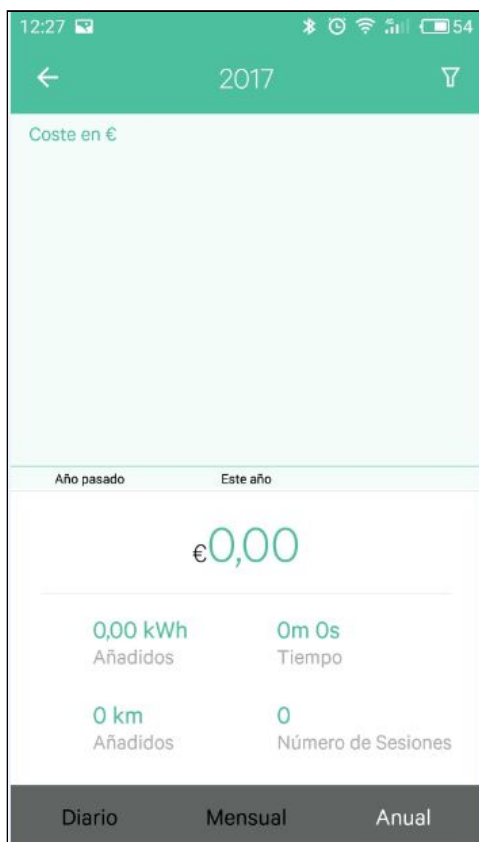 12:27 54
2017
Coste en €
Año pasado Este año
€0,00
0,00 kWh 0m 0s
Añadidos Tiempo
0 km 0
Añadidos Número de Sesiones
Diario Mensual Anual